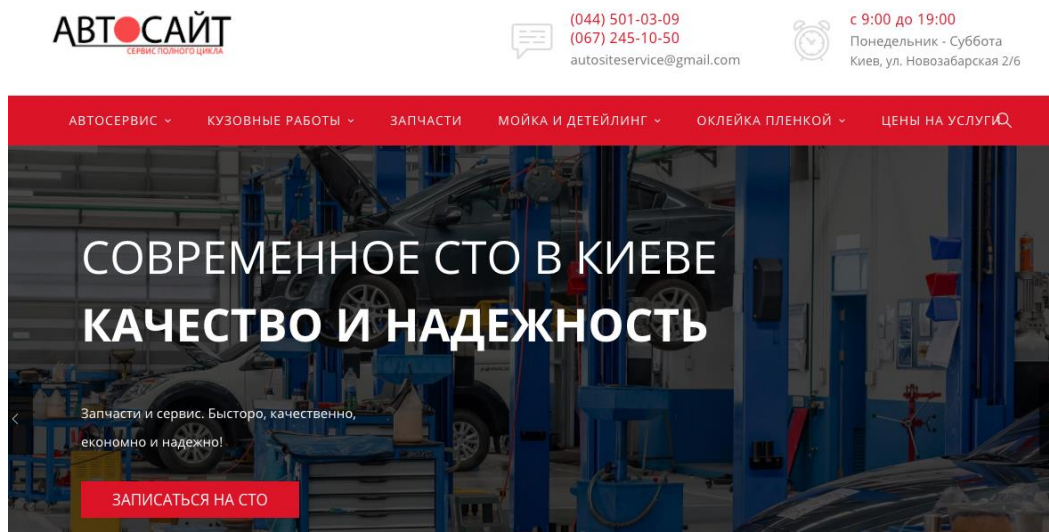 АВТОСАЙТ
СЕРВИС ПОЛНОГО ЦИКЛА
(044) 501-03-09
(067) 245-10-50
autositeservice@gmail.com
с 9:00 до 19:00
Понедельник - Суббота
Киев, ул. Новозабарская 2/6
АВТОСЕРВИС КУЗОВНЫЕ РАБОТЫ ЗАПЧАСТИ МОЙКА И ДЕТЕЙЛИНГ ОКЛЕЙКА ПЛЕНКОЙ ЦЕНЫ НА УСЛУГИ
СОВРЕМЕННОЕ СТО В КИЕВЕ
КАЧЕСТВО И НАДЕЖНОСТЬ
Запчасти и сервис. Бысторо, качественно,
економно и надежно!
ЗАПИСАТЬСЯ НА СТО